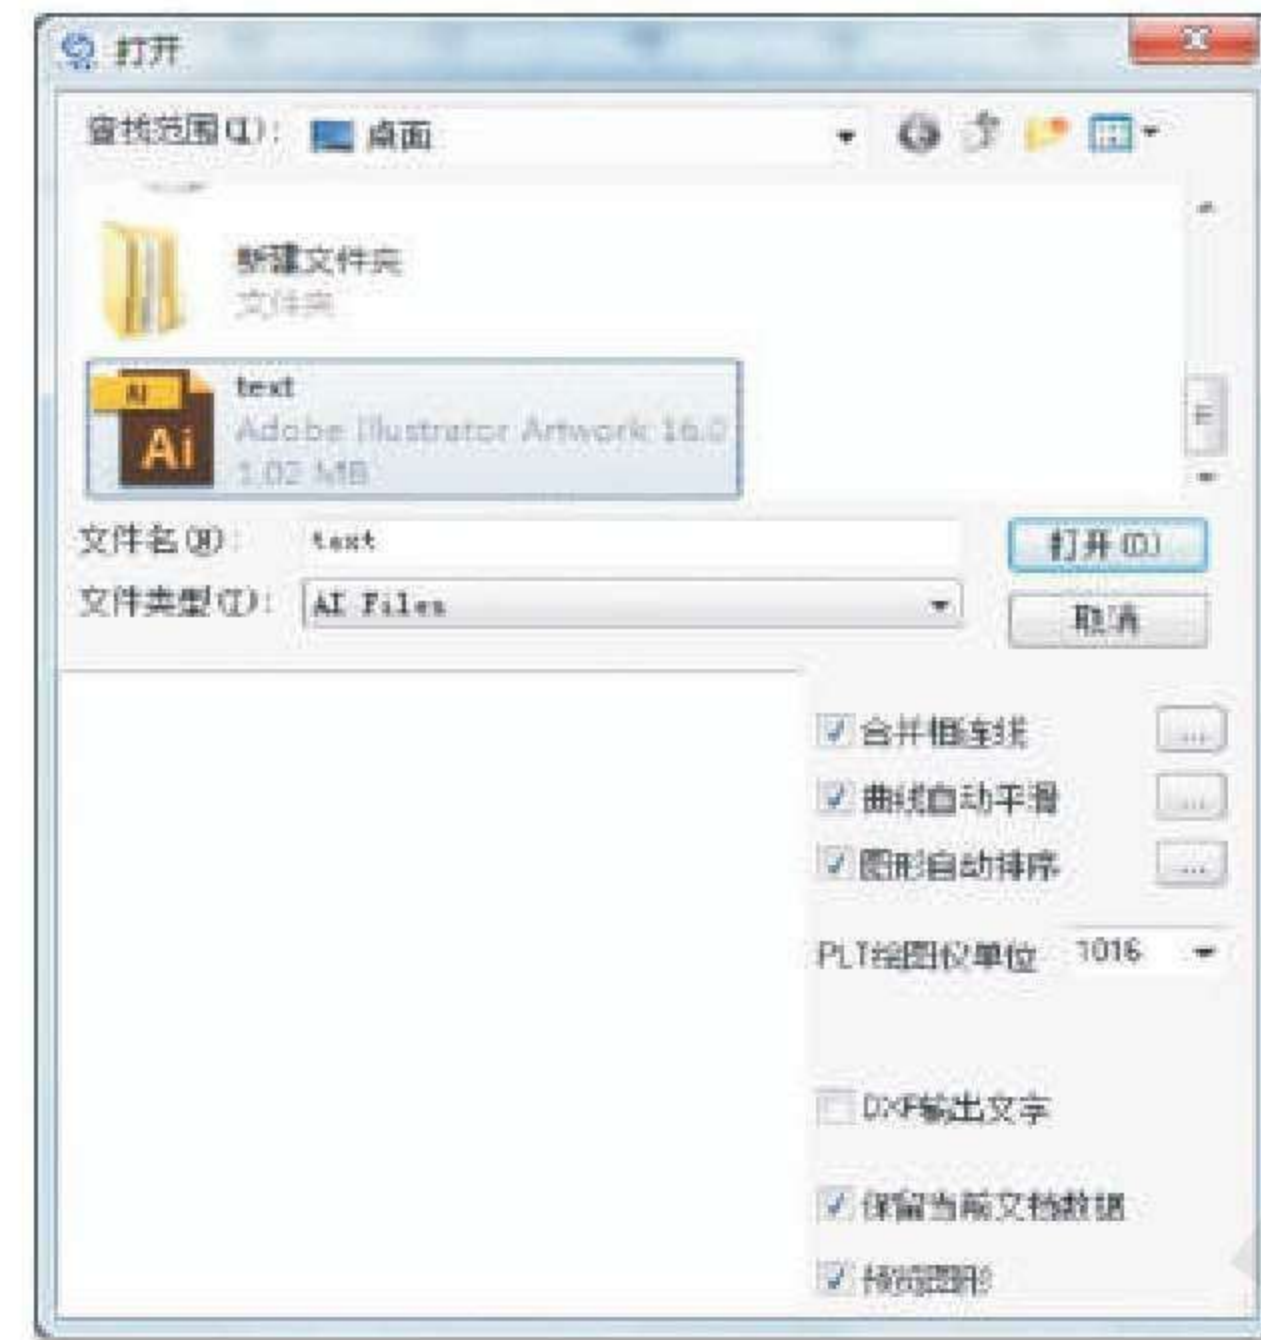 打开
查找范围(I): 桌面
新建文件夹
文件夹
AI
Ai
text
Adobe Illustrator Artwork 16.0
1.02 MB
文件名(N): text
打开(O)
文件类型(T): AI Files
取消
合并相连线 ...
曲线自动平滑 ...
图形自动排序 ...
PLT绘图仪单位 1016
DXF输出文字
保留当前文档数据
预览图形